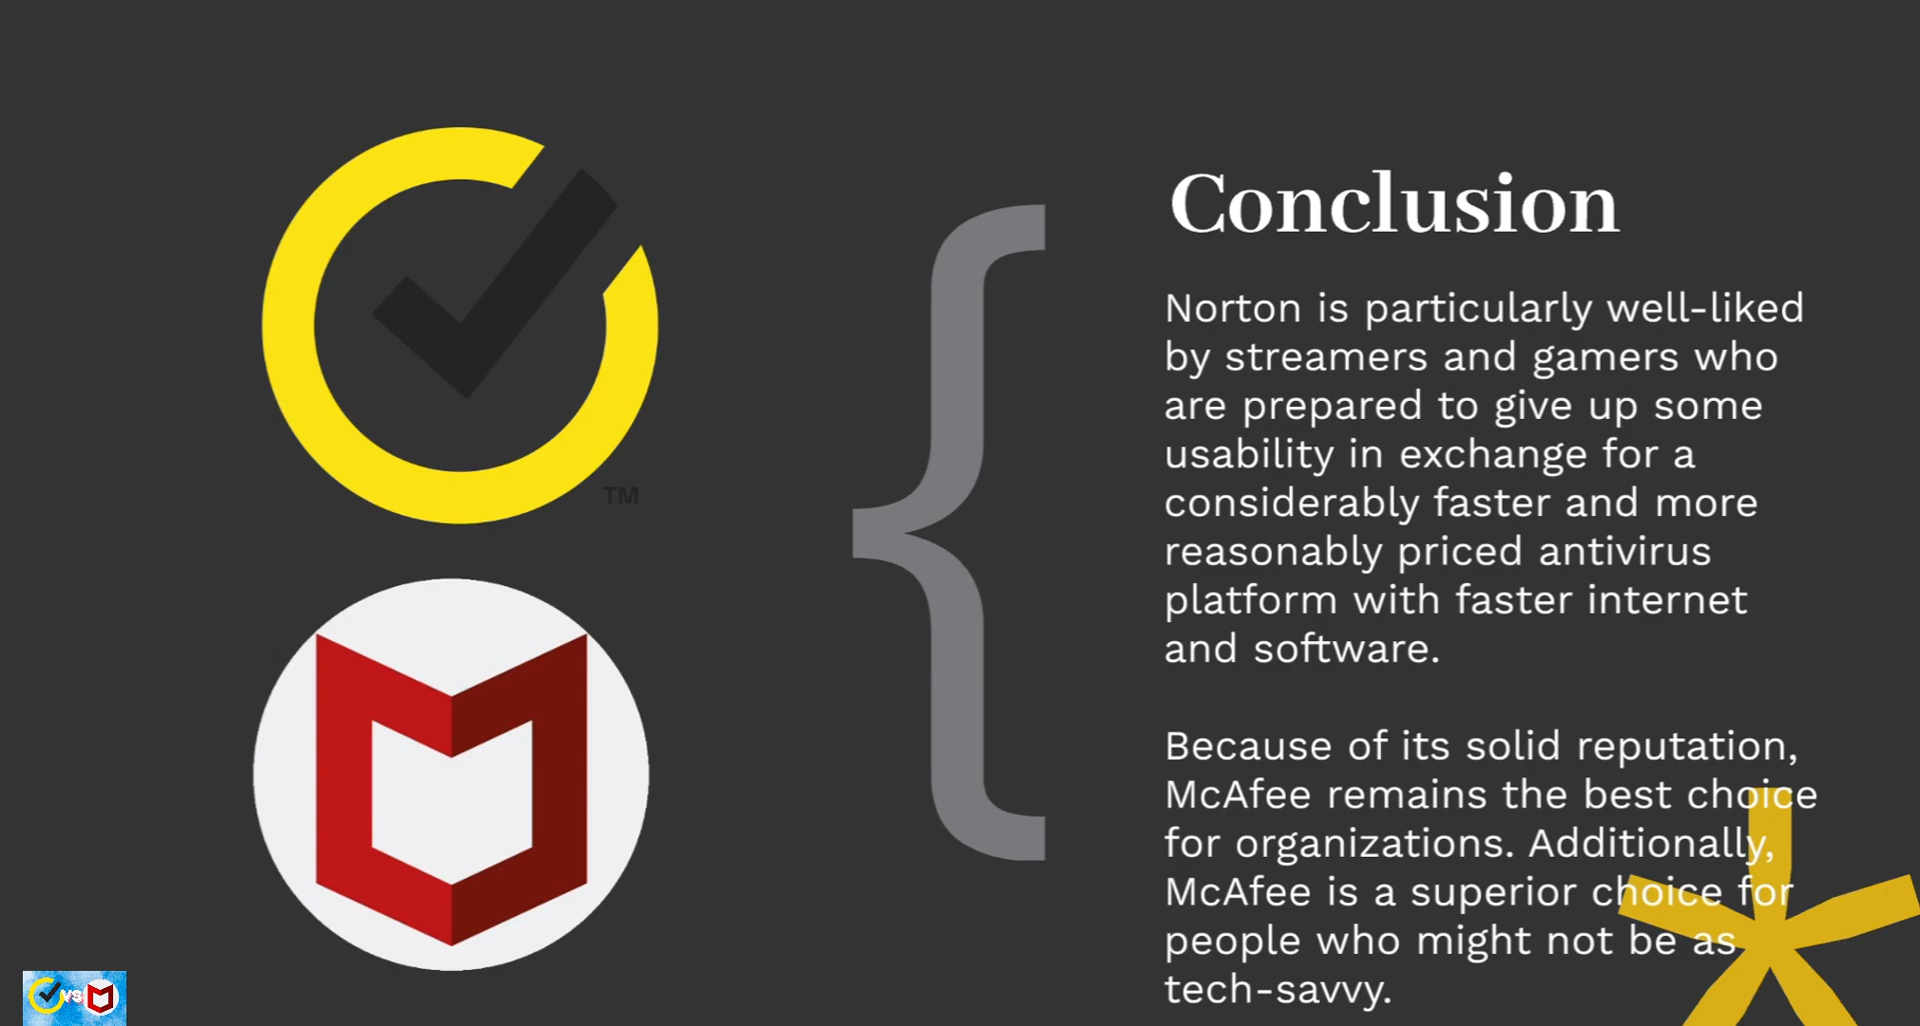 Conclusion
Norton is particularly well-liked
by streamers and gamers who
are prepared to give up some
usability in exchange for a
considerably faster and more
reasonably priced antivirus
platform with faster internet
and software.
Because of its solid reputation,
McAfee remains the best choice
for organizations. Additionally,
McAfee is a superior choice for
people who might not be as
tech-savvy.
TM
VS